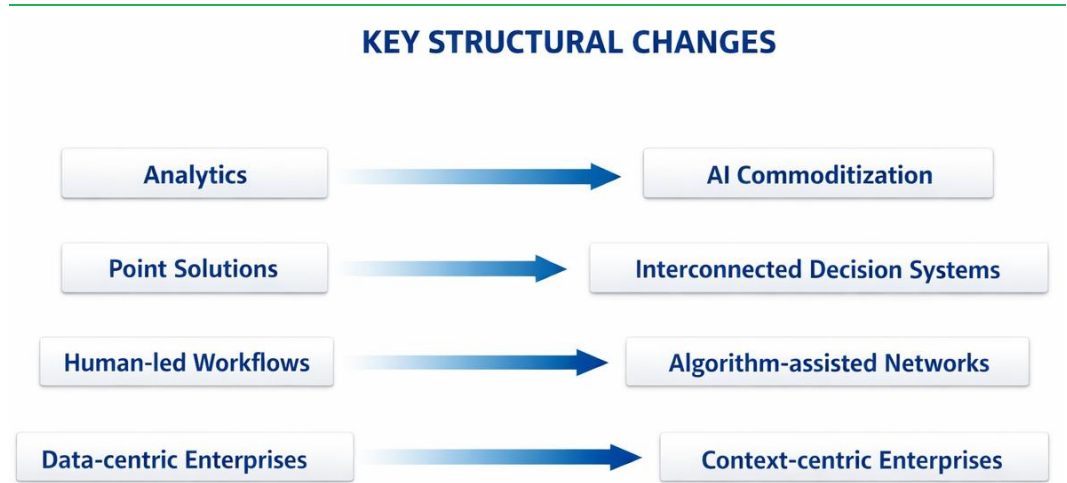 KEY STRUCTURAL CHANGES
Analytics
AI Commoditization
Point Solutions
Interconnected Decision Systems
Human-led Workflows
Algorithm-assisted Networks
Data-centric Enterprises
Context-centric Enterprises